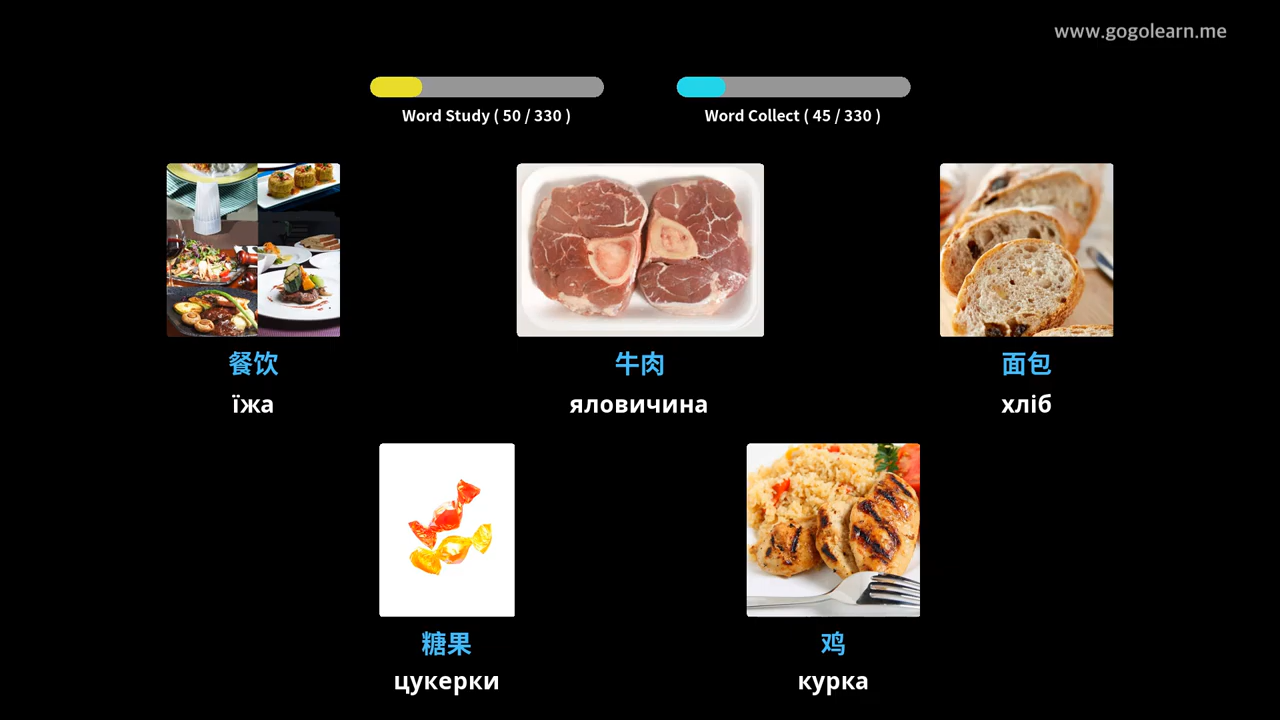 www.gogolearn.me
Word Study ( 50 / 330 )
Word Collect ( 45 / 330 )
餐饮
їжа
牛肉
яловичина
面包
хліб
糖果
цукерки
鸡
курка